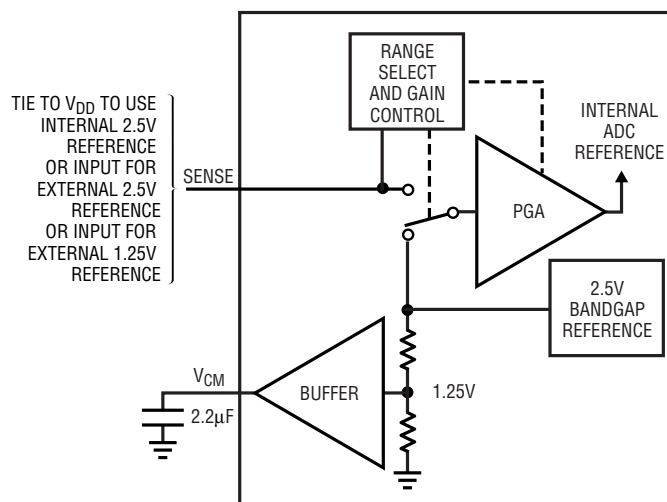 RANGE
SELECT
AND GAIN
CONTROL
TIE TO VDD TO USE
INTERNAL 2.5V
REFERENCE
OR INPUT FOR
EXTERNAL 2.5V
REFERENCE
OR INPUT FOR
EXTERNAL 1.25V
REFERENCE
SENSE
INTERNAL
ADC
REFERENCE
PGA
2.5V
BANDGAP
REFERENCE
VCM
BUFFER
1.25V
2.2μF